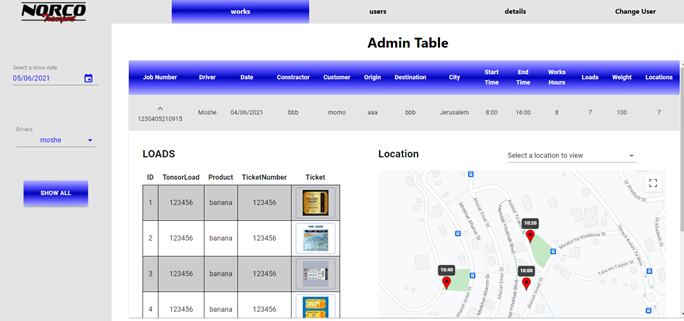 NORCO
Transport
works
users
details
Change User
Select a show date
05/06/2021
Drivers
moshe
SHOW ALL
Admin Table
Job Number Driver Date Constractor Customer Origin Destination City Start Time End Time Works Hours Loads Weight Locations
1230405210915 Moshe 04/06/2021 bbb momo aaa bbb Jerusalem 8:00 16:00 8 7 100 7
LOADS
ID TonsorLoad Product TicketNumber Ticket
1 123456 banana 123456
2 123456 banana 123456
3 123456 banana 123456
4 123456 banana 123456
Location
Select a location to view
10:20
10:40
10:00